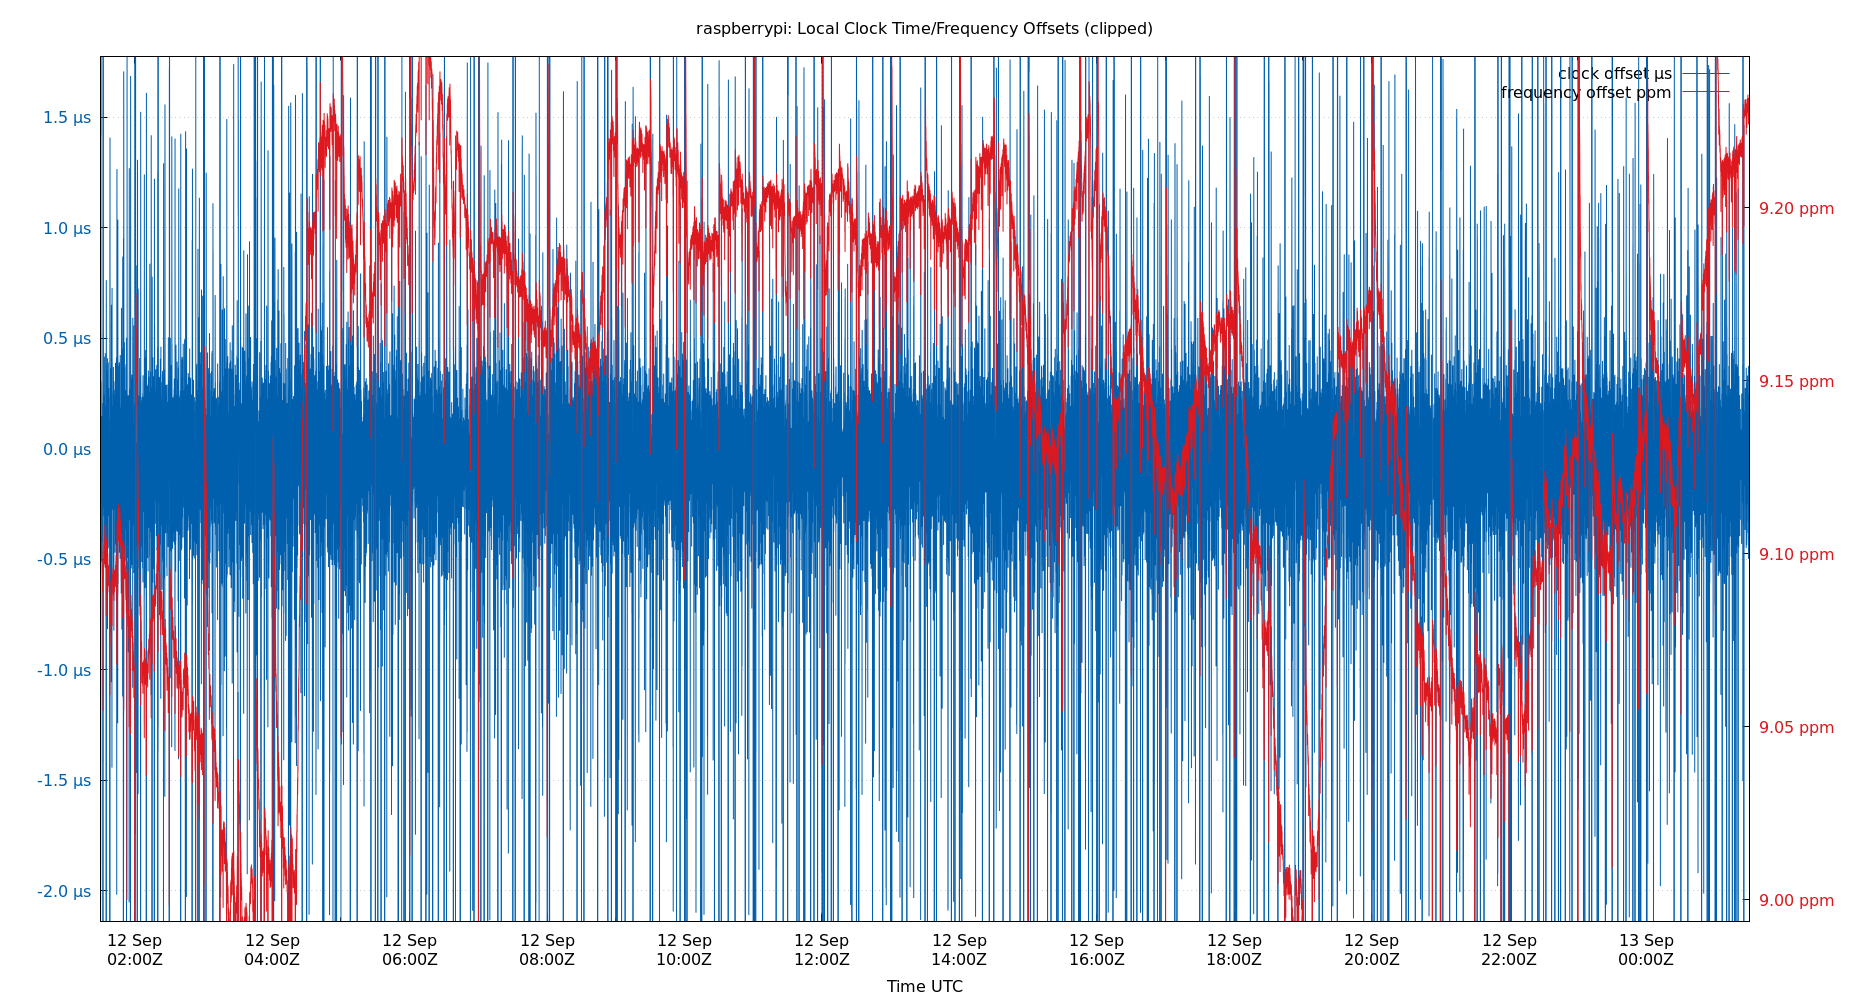 raspberrypi: Local Clock Time/Frequency Offsets (clipped)
clock offset µs
frequency offset ppm
1.5 µs
1.0 µs
0.5 µs
0.0 µs
-0.5 µs
-1.0 µs
-1.5 µs
-2.0 µs
9.20 ppm
9.15 ppm
9.10 ppm
9.05 ppm
9.00 ppm
12 Sep 12 Sep 12 Sep 12 Sep 12 Sep 12 Sep 12 Sep 12 Sep 12 Sep 12 Sep 12 Sep 13 Sep
02:00Z 04:00Z 06:00Z 08:00Z 10:00Z 12:00Z 14:00Z 16:00Z 18:00Z 20:00Z 22:00Z 00:00Z
Time UTC